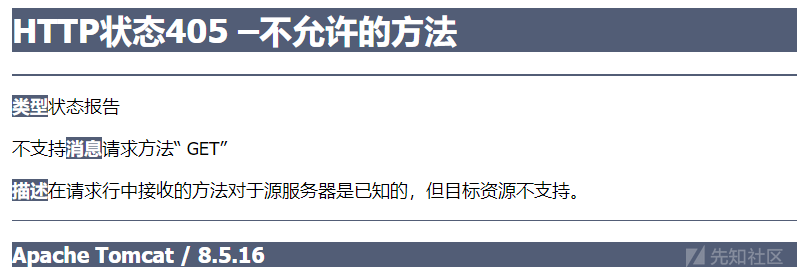 HTTP状态405 –不允许的方法
类型状态报告
不支持消息请求方法“ GET”
描述在请求行中接收的方法对于源服务器是已知的，但目标资源不支持。
Apache Tomcat / 8.5.16
先知社区